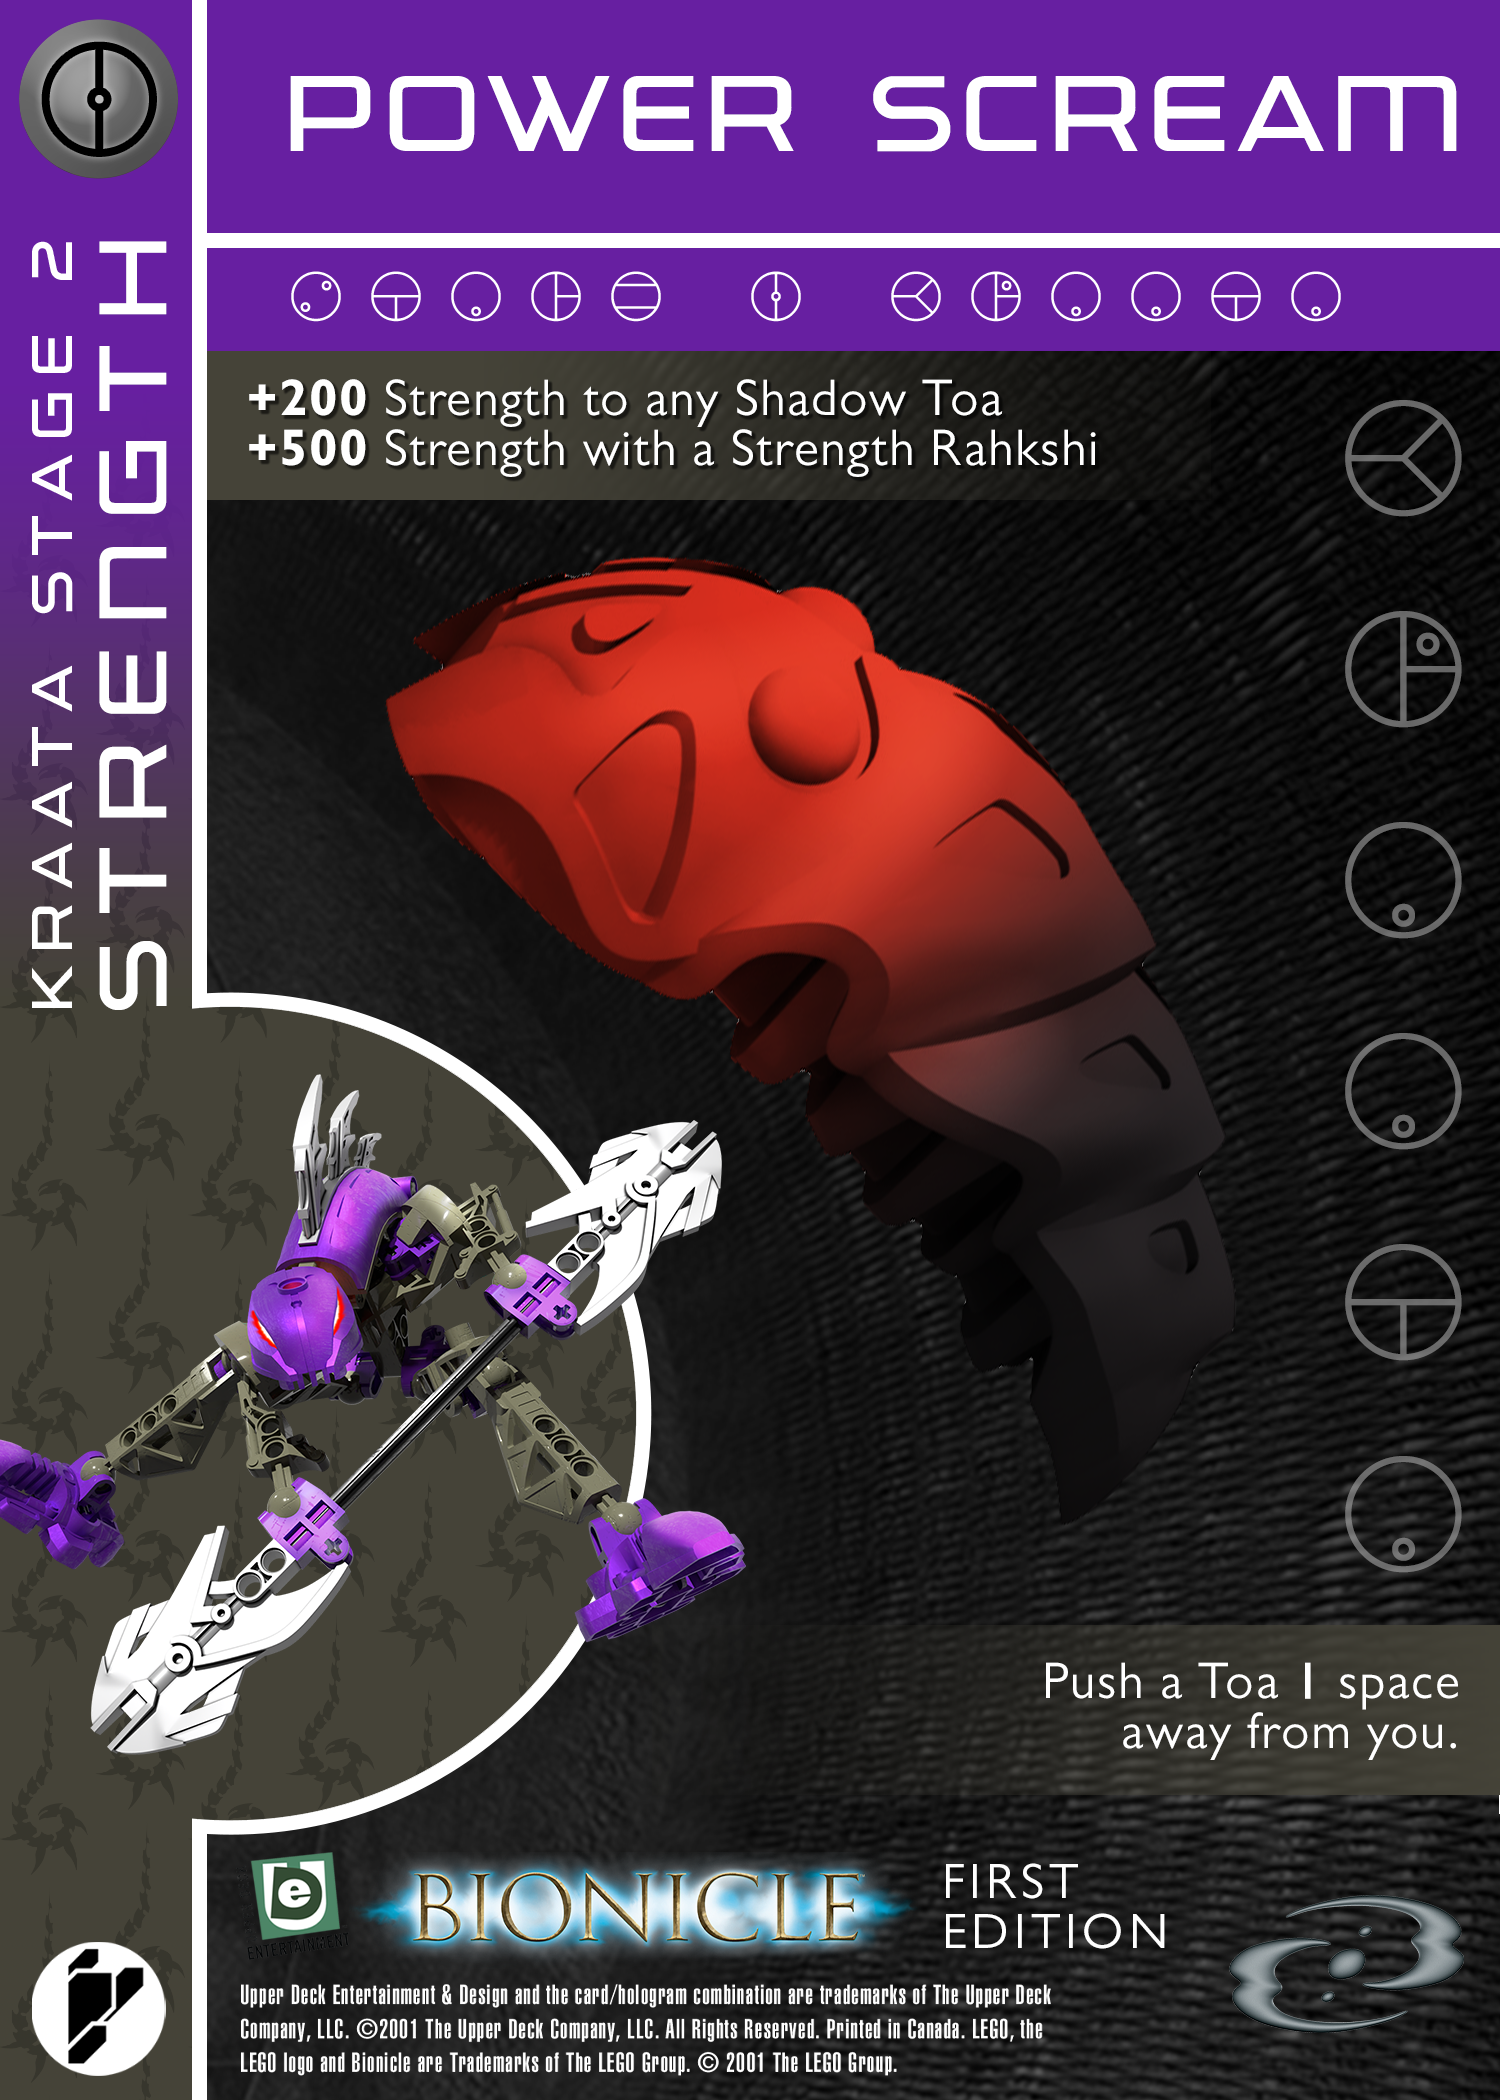 POWER SCREAM
KRAATA STAGE 2
STRENGTH
+200 Strength to any Shadow Toa
+500 Strength with a Strength Rahkshi
Push a Toa 1 space
away from you.
e
ENTERTAINMENT
BIONICLE
FIRST
EDITION
Upper Deck Entertainment & Design and the card/hologram combination are trademarks of The Upper Deck
Company, LLC. ©2001 The Upper Deck Company, LLC. All Rights Reserved. Printed in Canada. LEGO, the
LEGO logo and Bionicle are Trademarks of The LEGO Group. © 2001 The LEGO Group.